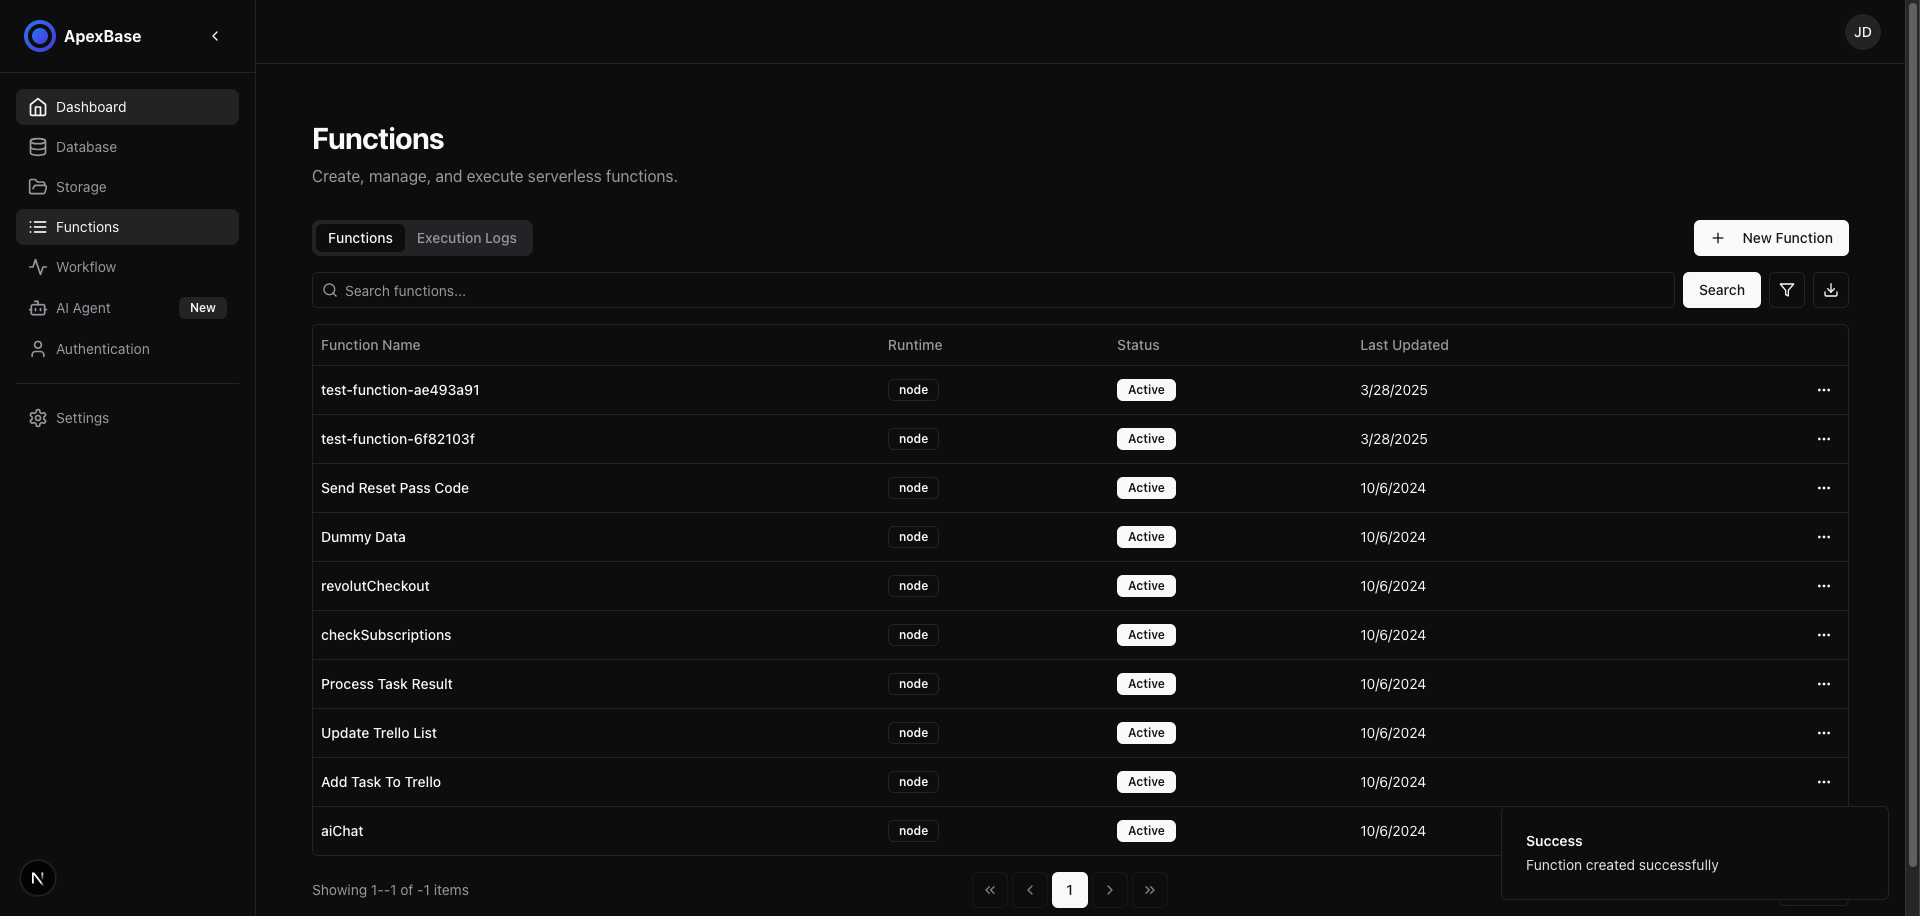 ApexBase
JD
Dashboard
Database
Storage
Functions
Workflow
AI Agent New
Authentication
Settings
N
Functions
Create, manage, and execute serverless functions.
Functions Execution Logs
New Function
Search functions...
Search
Function Name Runtime Status Last Updated
test-function-ae493a91 node Active 3/28/2025
test-function-6f82103f node Active 3/28/2025
Send Reset Pass Code node Active 10/6/2024
Dummy Data node Active 10/6/2024
revolutCheckout node Active 10/6/2024
checkSubscriptions node Active 10/6/2024
Process Task Result node Active 10/6/2024
Update Trello List node Active 10/6/2024
Add Task To Trello node Active 10/6/2024
aiChat node Active 10/6/2024
Showing 1--1 of -1 items
1
Success
Function created successfully